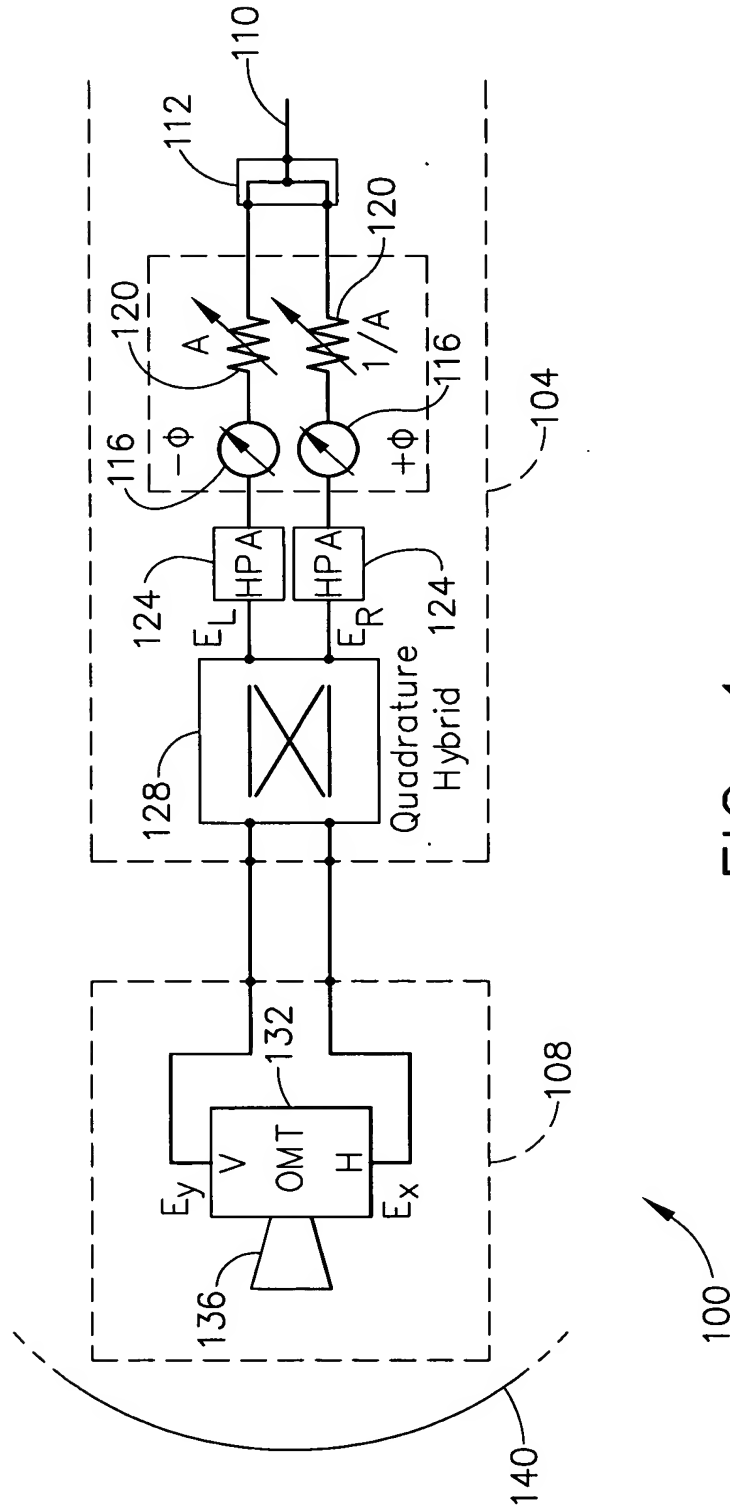 110
112
120
A
1/A
120
116
-Φ
+Φ
116
104
124
HPA
HPA
124
E_L
E_R
128
Quadrature
Hybrid
132
E_y
V
OMT
H
E_x
136
108
140
100